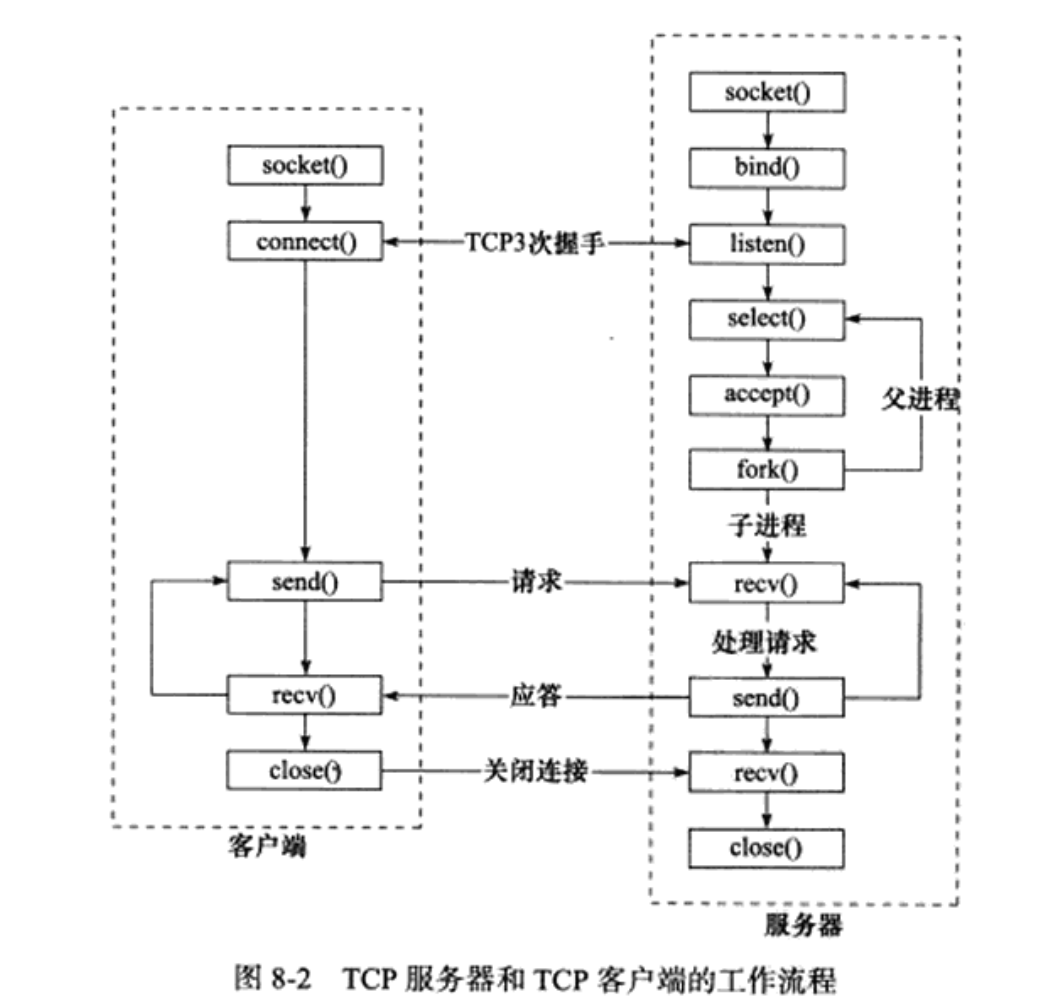 socket()
bind()
socket()
connect()
TCP3次握手
listen()
select()
accept()
父进程
fork()
子进程
send()
请求
recv()
处理请求
recv()
应答
send()
close()
关闭连接
recv()
客户端
close()
服务器
图 8-2 TCP 服务器和 TCP 客户端的工作流程